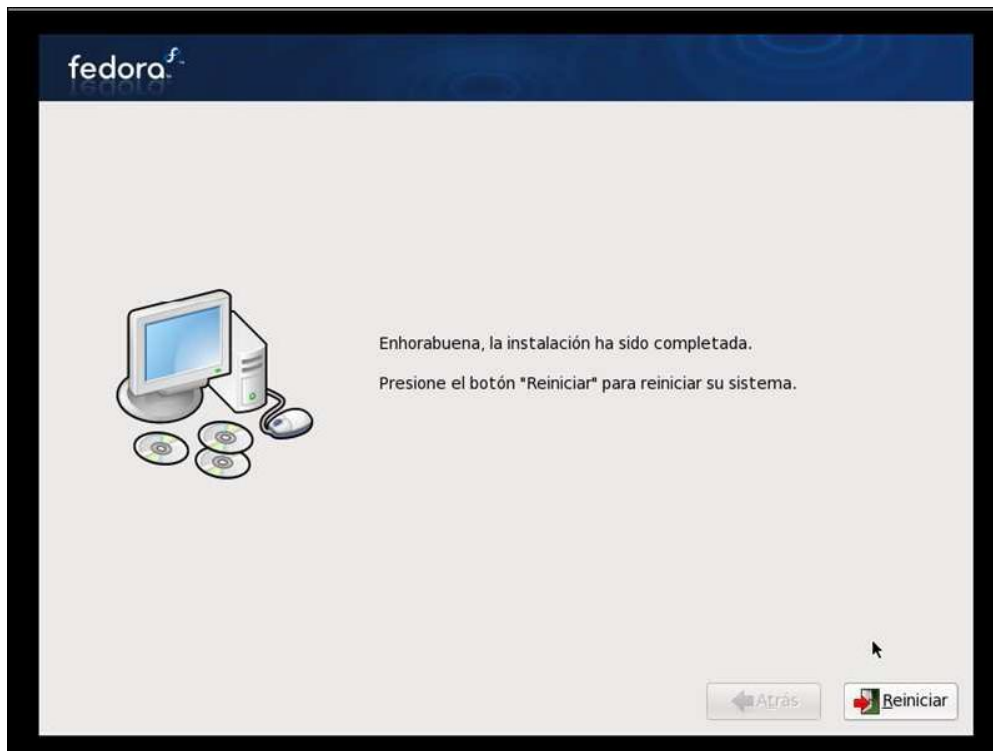 fedora
Enhorabuena, la instalación ha sido completada.
Presione el botón "Reiniciar" para reiniciar su sistema.
Atrás
Reiniciar